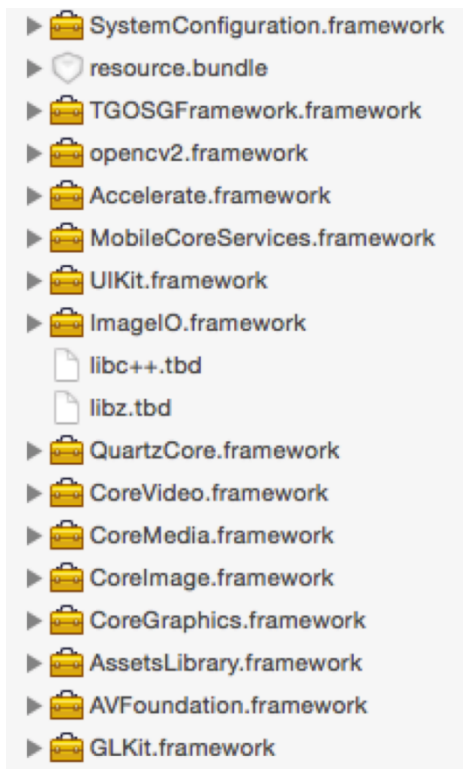 SystemConfiguration.framework
resource.bundle
TGOSGFramework.framework
opencv2.framework
Accelerate.framework
MobileCoreServices.framework
UIKit.framework
ImageIO.framework
libc++.tbd
libz.tbd
QuartzCore.framework
CoreVideo.framework
CoreMedia.framework
CoreImage.framework
CoreGraphics.framework
AssetsLibrary.framework
AVFoundation.framework
GLKit.framework